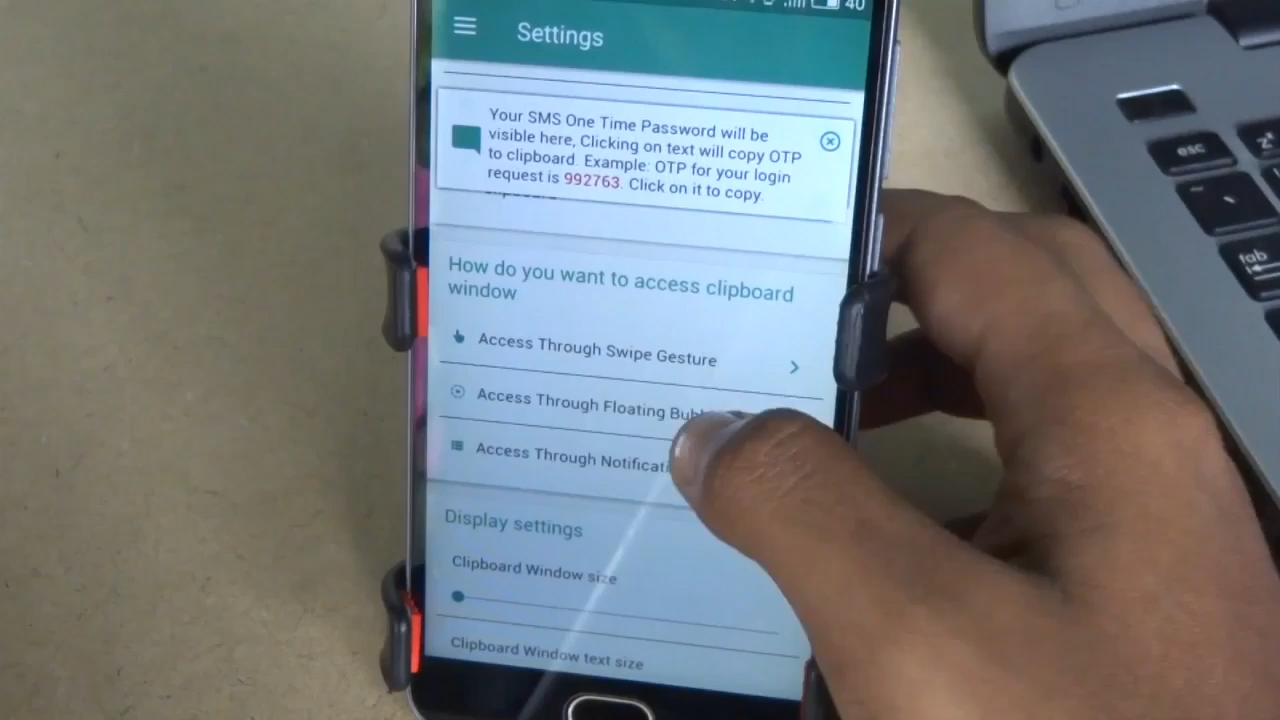 40
Settings
Your SMS One Time Password will be
visible here, Clicking on text will copy OTP
to clipboard. Example: OTP for your login
request is 992763. Click on it to copy.
How do you want to access clipboard
window
Access Through Swipe Gesture
Access Through Floating
Access Through
Display settings
Clipboard Window size
Clipboard Window text size
esc
tab